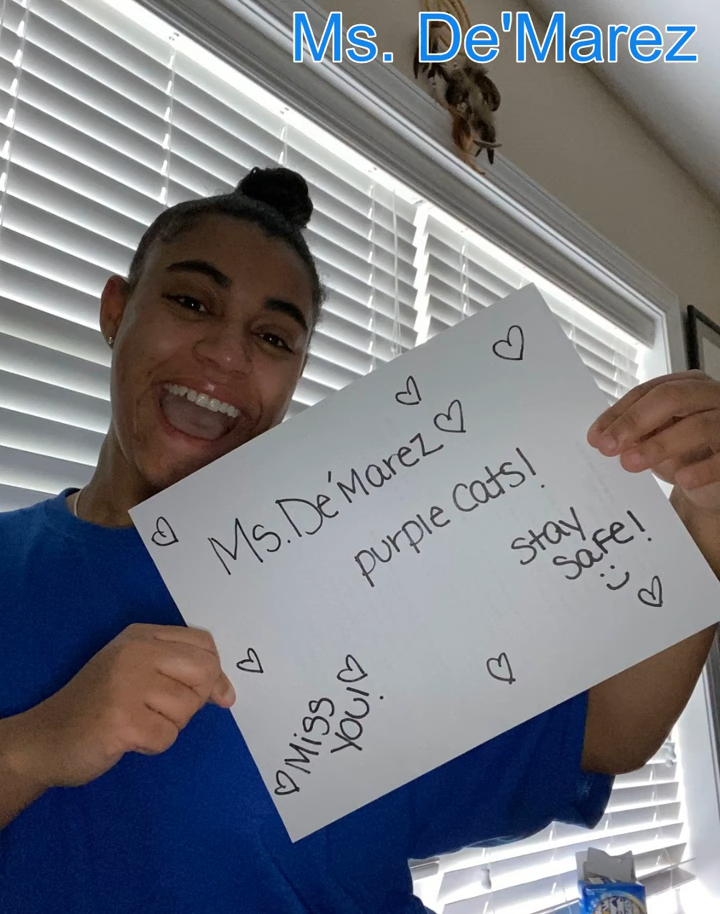 Ms. De'Marez
Ms. De'Marez
purple cats!
stay
safe!
Miss
you!